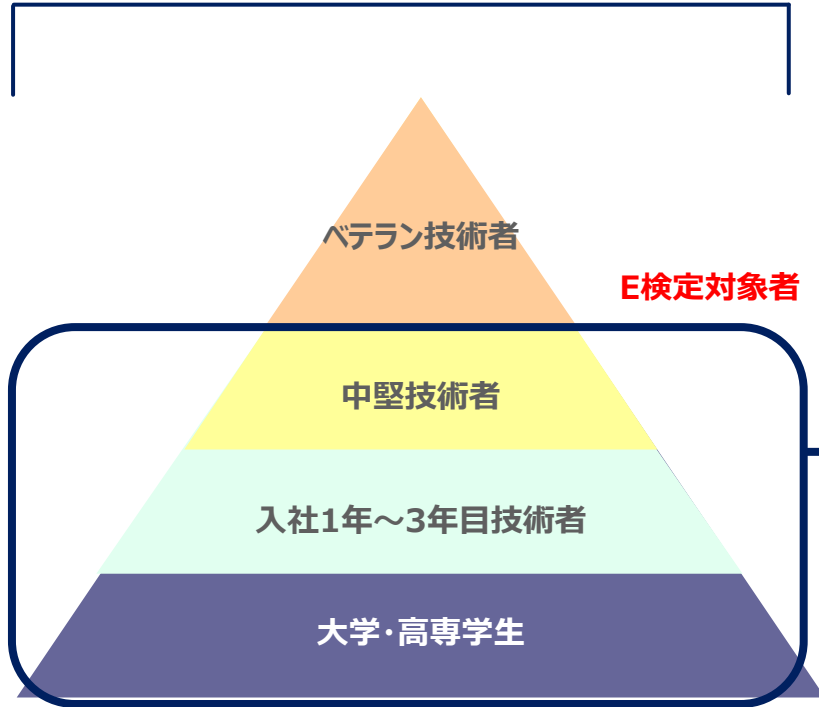 ベテラン技術者
E検定対象者
中堅技術者
入社1年～3年目技術者
大学・高専学生